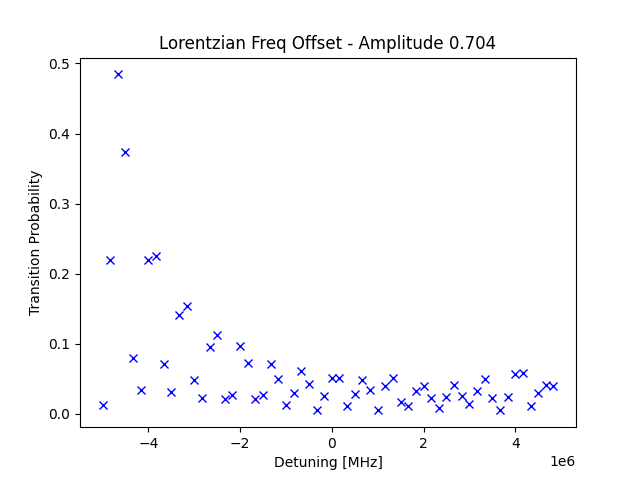 Lorentzian Freq Offset - Amplitude 0.704
0.5
0.4
0.3
0.2
0.1
0.0
Transition Probability
−4 −2 0 2 4
1e6
Detuning [MHz]